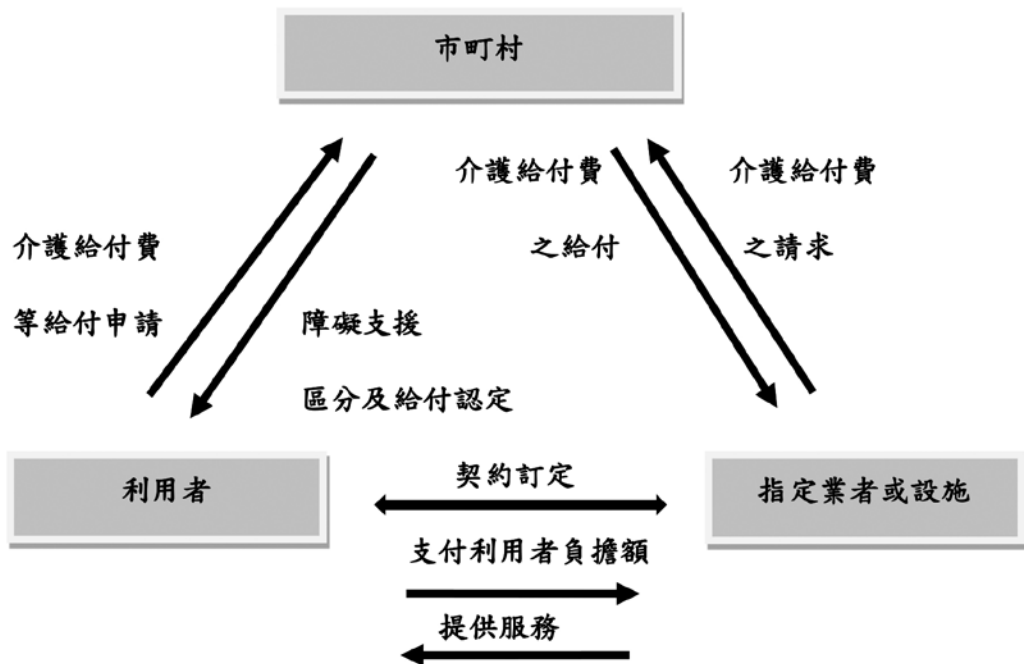 市町村
介護給付費
之給付
介護給付費
之請求
介護給付費
等給付申請
障礙支援
區分及給付認定
利用者
契約訂定
指定業者或設施
支付利用者負擔額
提供服務